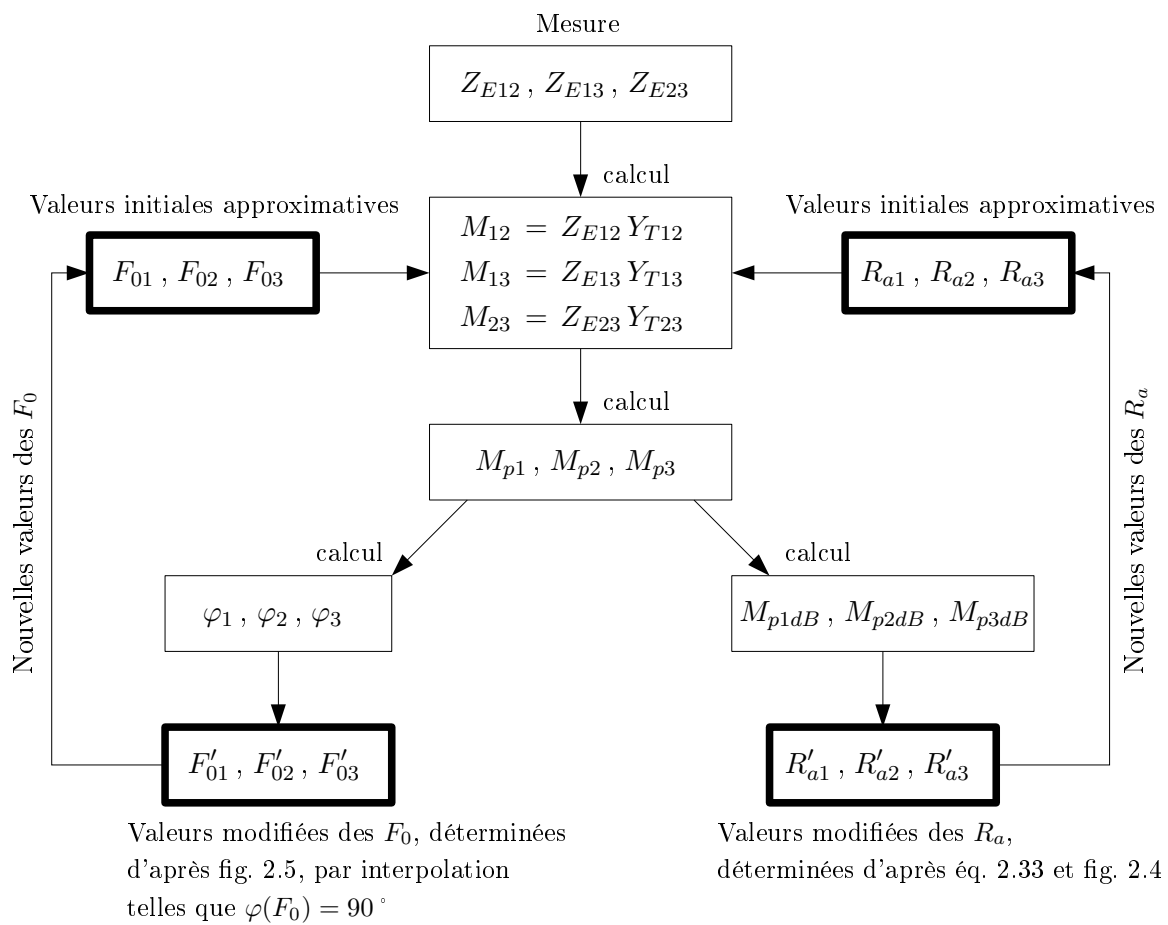 Mesure
Z_{E12} , Z_{E13} , Z_{E23}
calcul
Valeurs initiales approximatives
F_{01} , F_{02} , F_{03}
M_{12} = Z_{E12} Y_{T12}
M_{13} = Z_{E13} Y_{T13}
M_{23} = Z_{E23} Y_{T23}
Valeurs initiales approximatives
R_{a1} , R_{a2} , R_{a3}
calcul
M_{p1} , M_{p2} , M_{p3}
Nouvelles valeurs des F_0
Nouvelles valeurs des R_a
calcul
φ_1 , φ_2 , φ_3
calcul
M_{p1dB} , M_{p2dB} , M_{p3dB}
F'_{01} , F'_{02} , F'_{03}
R'_{a1} , R'_{a2} , R'_{a3}
Valeurs modifiées des F_0, déterminées
d'après fig. 2.5, par interpolation
telles que φ(F_0) = 90 °
Valeurs modifiées des R_a,
déterminées d'après éq. 2.33 et fig. 2.4